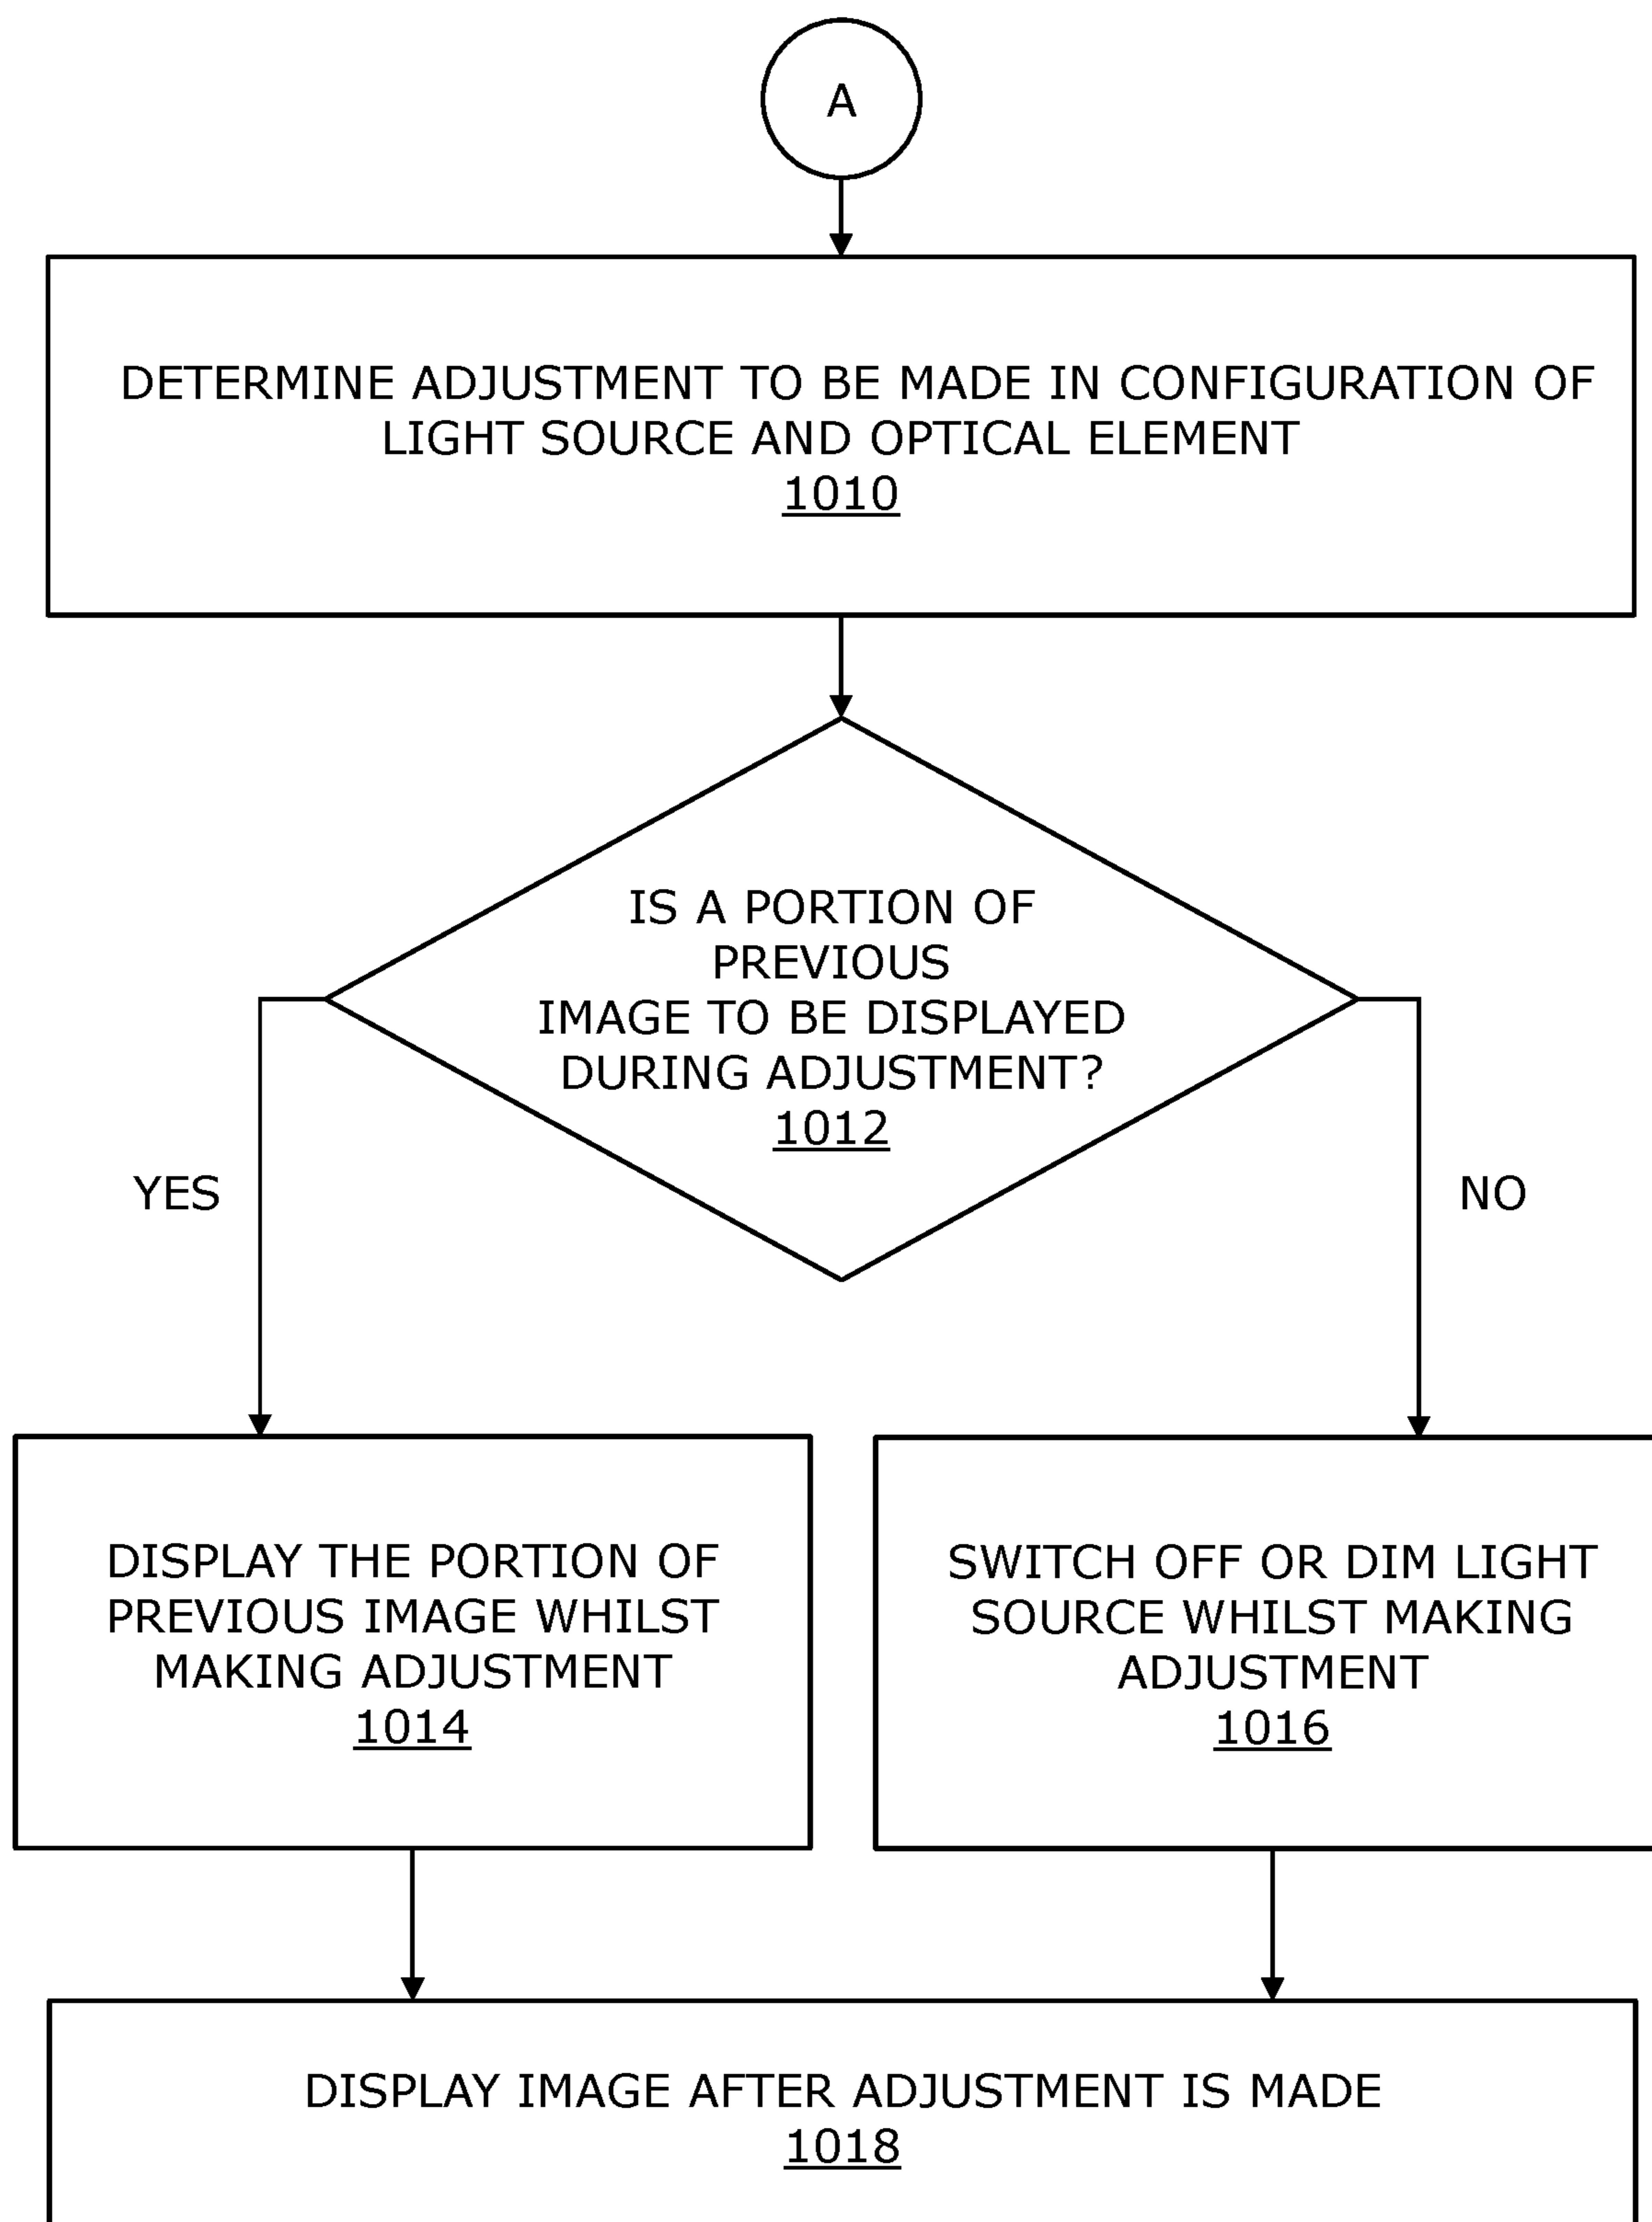 A
DETERMINE ADJUSTMENT TO BE MADE IN CONFIGURATION OF
LIGHT SOURCE AND OPTICAL ELEMENT
1010
IS A PORTION OF
PREVIOUS
IMAGE TO BE DISPLAYED
DURING ADJUSTMENT?
1012
YES
NO
DISPLAY THE PORTION OF
PREVIOUS IMAGE WHILST
MAKING ADJUSTMENT
1014
SWITCH OFF OR DIM LIGHT
SOURCE WHILST MAKING
ADJUSTMENT
1016
DISPLAY IMAGE AFTER ADJUSTMENT IS MADE
1018